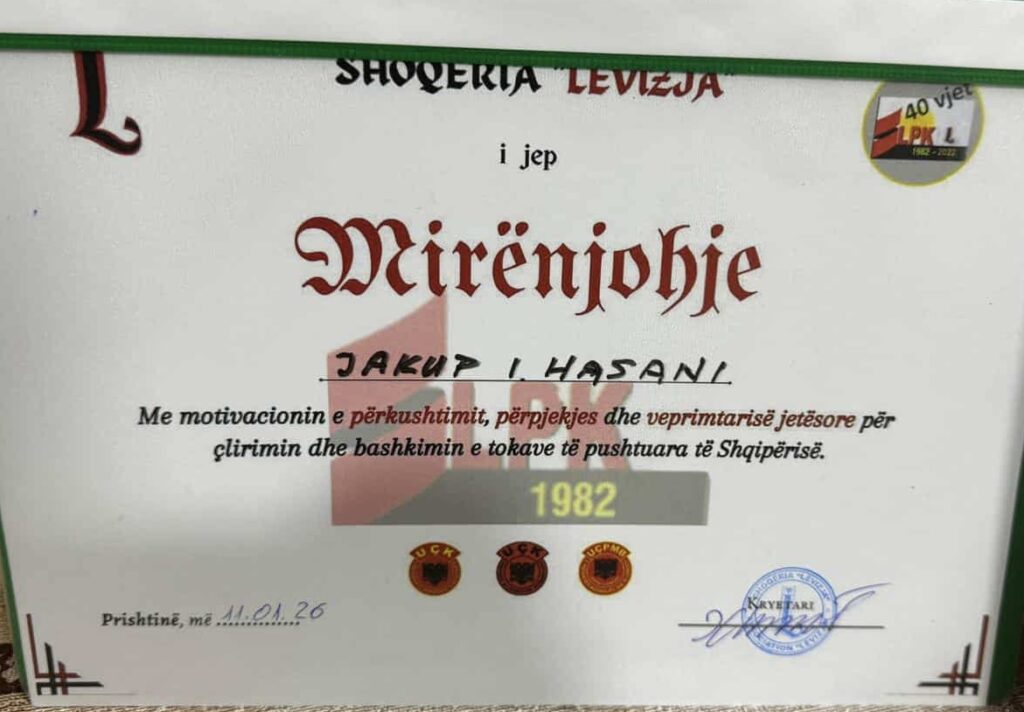 L
SHOQERIA "LEVIZJA"
40 vjet
LPK L
1982 - 2022
i jep
Mirënjohje
JAKUP I. HASANI
Me motivacionin e përkushtimit, përpjekjes dhe veprimtarisë jetësore për
çlirimin dhe bashkimin e tokave të pushtuara të Shqipërisë.
LPK
1982
UÇK
UÇK
UÇPMB
Prishtinë, më 11.01.26
KRYETARI
SHOQERIA "LEVIZJA"